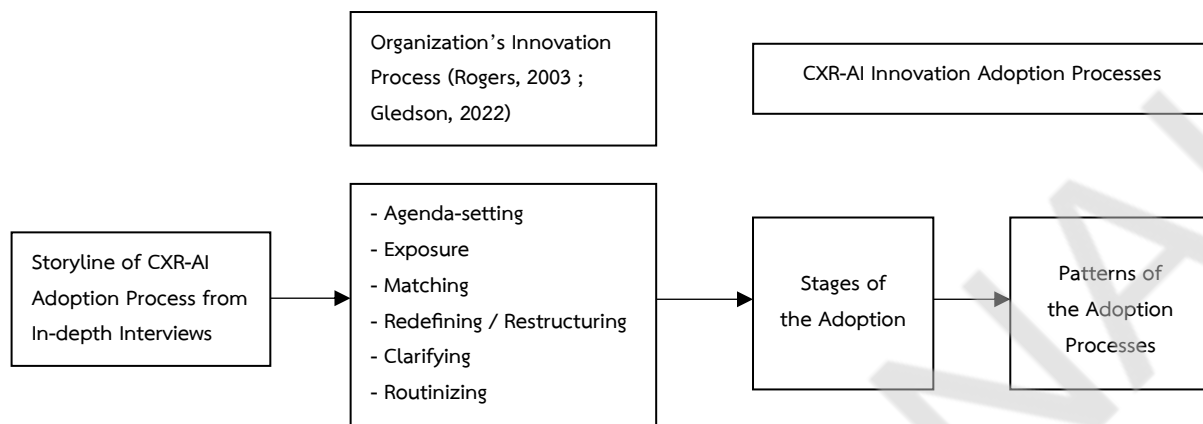 Organization's Innovation
Process (Rogers, 2003 ;
Gledson, 2022)
CXR-AI Innovation Adoption Processes
Storyline of CXR-AI
Adoption Process from
In-depth Interviews
- Agenda-setting
- Exposure
- Matching
- Redefining / Restructuring
- Clarifying
- Routinizing
Stages of
the Adoption
Patterns of
the Adoption
Processes